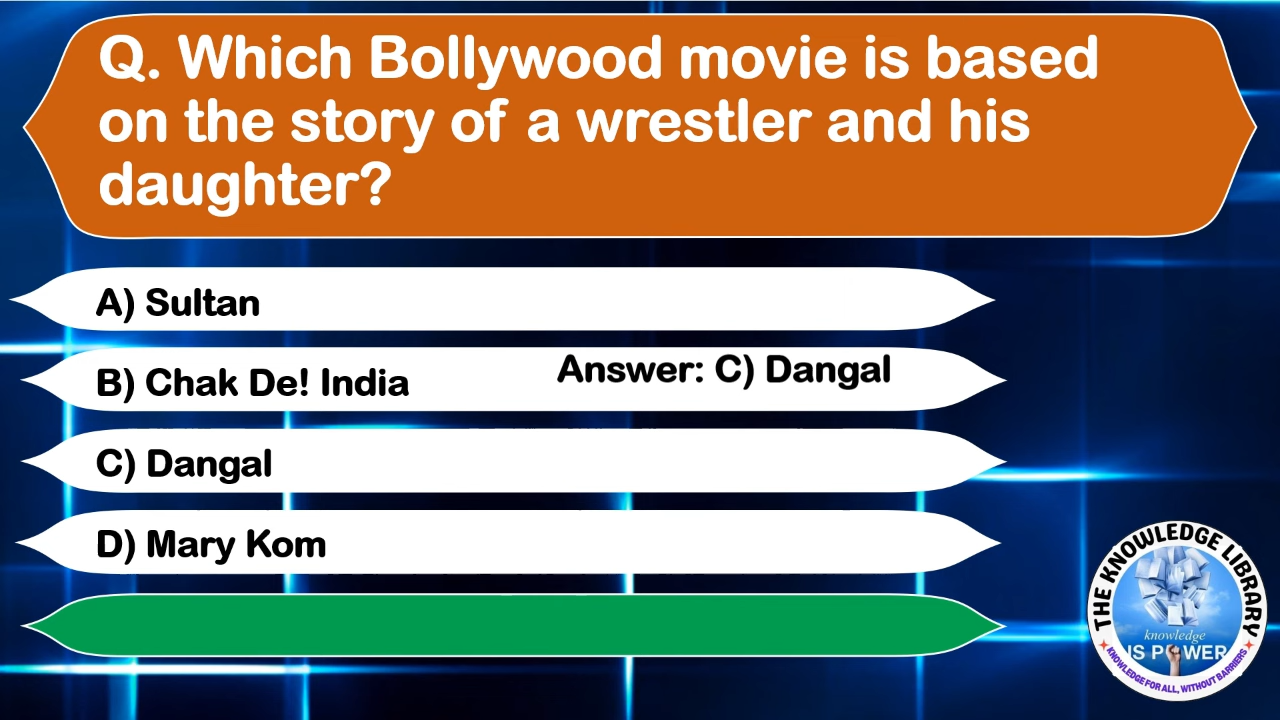 Q. Which Bollywood movie is based
on the story of a wrestler and his
daughter?
A) Sultan
B) Chak De! India
Answer: C) Dangal
C) Dangal
D) Mary Kom
THE KNOWLEDGE LIBRARY
knowledge
IS POWER
KNOWLEDGE FOR ALL, WITHOUT BARRIERS